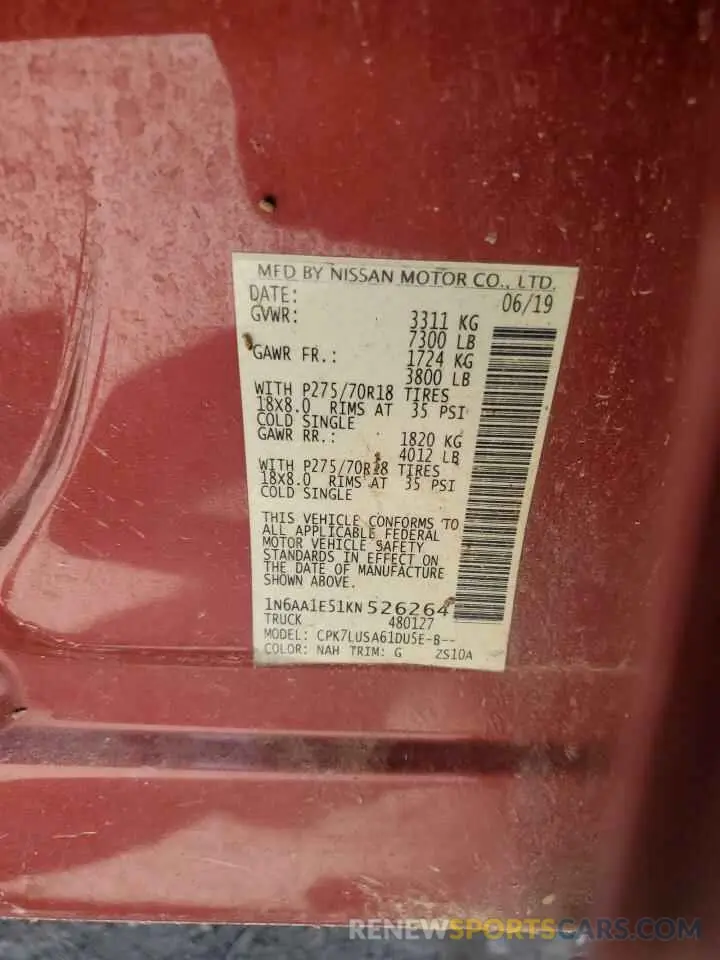 MFD BY NISSAN MOTOR CO., LTD.
DATE: 06/19
GVWR: 3311 KG
7300 LB
GAWR FR.: 1724 KG
3800 LB
WITH P275/70R18 TIRES
18X8.0 RIMS AT 35 PSI
COLD SINGLE
GAWR RR.: 1820 KG
4012 LB
WITH P275/70R18 TIRES
18X8.0 RIMS AT 35 PSI
COLD SINGLE
THIS VEHICLE CONFORMS TO
ALL APPLICABLE FEDERAL
MOTOR VEHICLE SAFETY
STANDARDS IN EFFECT ON
THE DATE OF MANUFACTURE
SHOWN ABOVE.
1N6AA1E51KN526264
TRUCK 480127
MODEL: CPK7LUSA61DU5E-B--
COLOR: NAH TRIM: G 2S10A
RENEWSPORTSCARS.COM